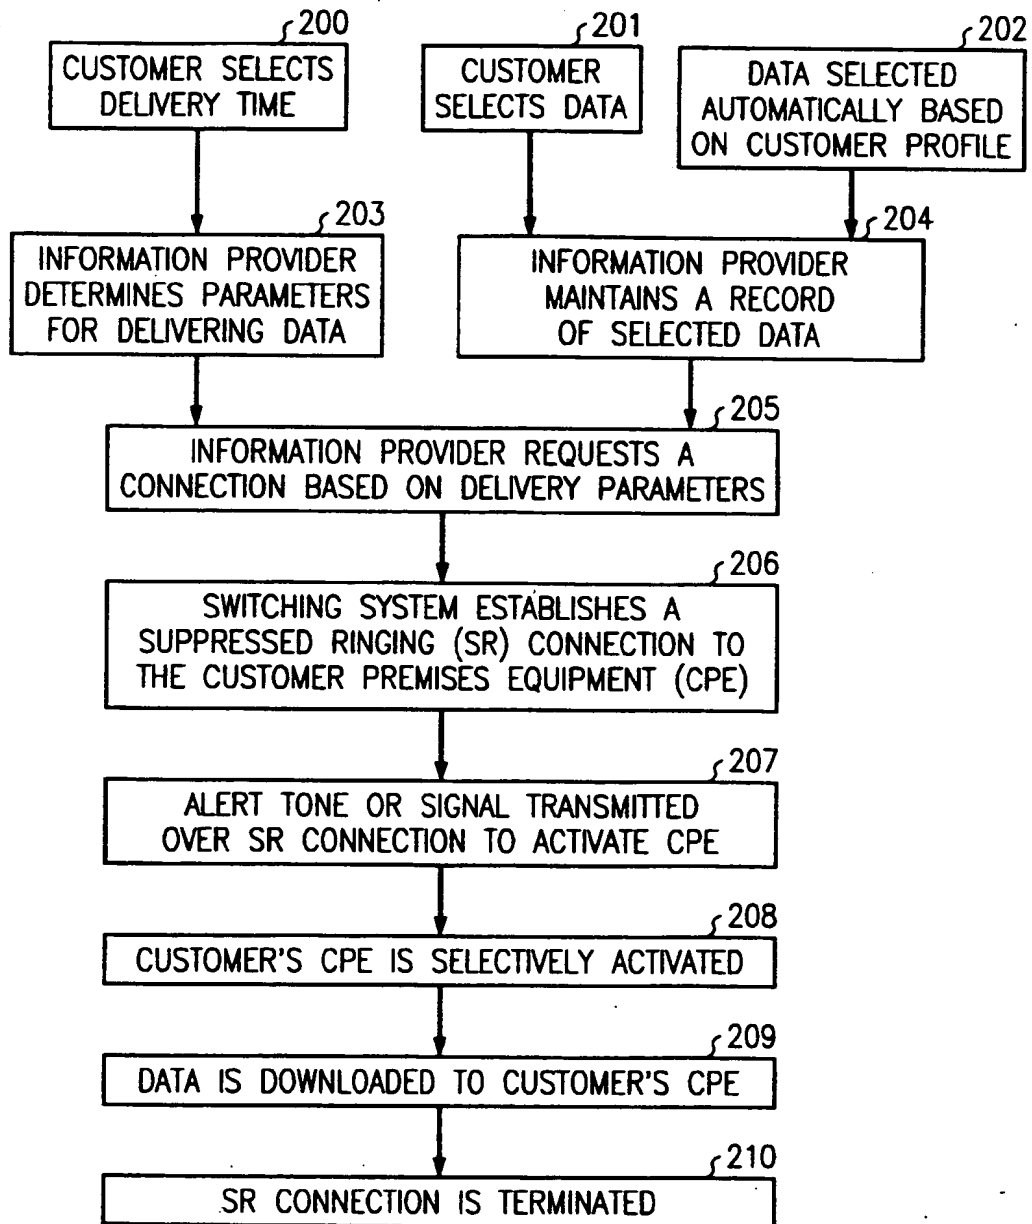 200
CUSTOMER SELECTS
DELIVERY TIME
201
CUSTOMER
SELECTS DATA
202
DATA SELECTED
AUTOMATICALLY BASED
ON CUSTOMER PROFILE
203
INFORMATION PROVIDER
DETERMINES PARAMETERS
FOR DELIVERING DATA
204
INFORMATION PROVIDER
MAINTAINS A RECORD
OF SELECTED DATA
205
INFORMATION PROVIDER REQUESTS A
CONNECTION BASED ON DELIVERY PARAMETERS
206
SWITCHING SYSTEM ESTABLISHES A
SUPPRESSED RINGING (SR) CONNECTION TO
THE CUSTOMER PREMISES EQUIPMENT (CPE)
207
ALERT TONE OR SIGNAL TRANSMITTED
OVER SR CONNECTION TO ACTIVATE CPE
208
CUSTOMER'S CPE IS SELECTIVELY ACTIVATED
209
DATA IS DOWNLOADED TO CUSTOMER'S CPE
210
SR CONNECTION IS TERMINATED